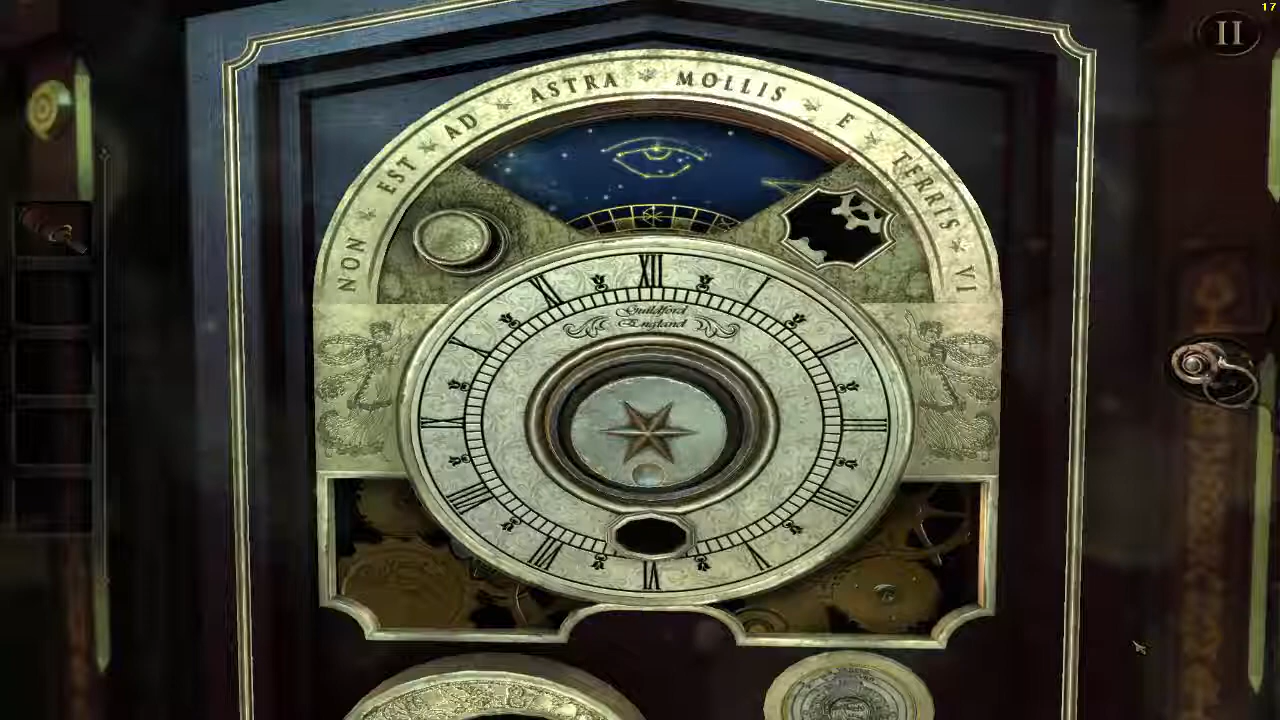 17
II
NON EST AD ASTRA MOLLIS E TERRIS VI
XII
I
II
III
IIII
V
VI
VII
VIII
IX
X
XI
Guildford
England